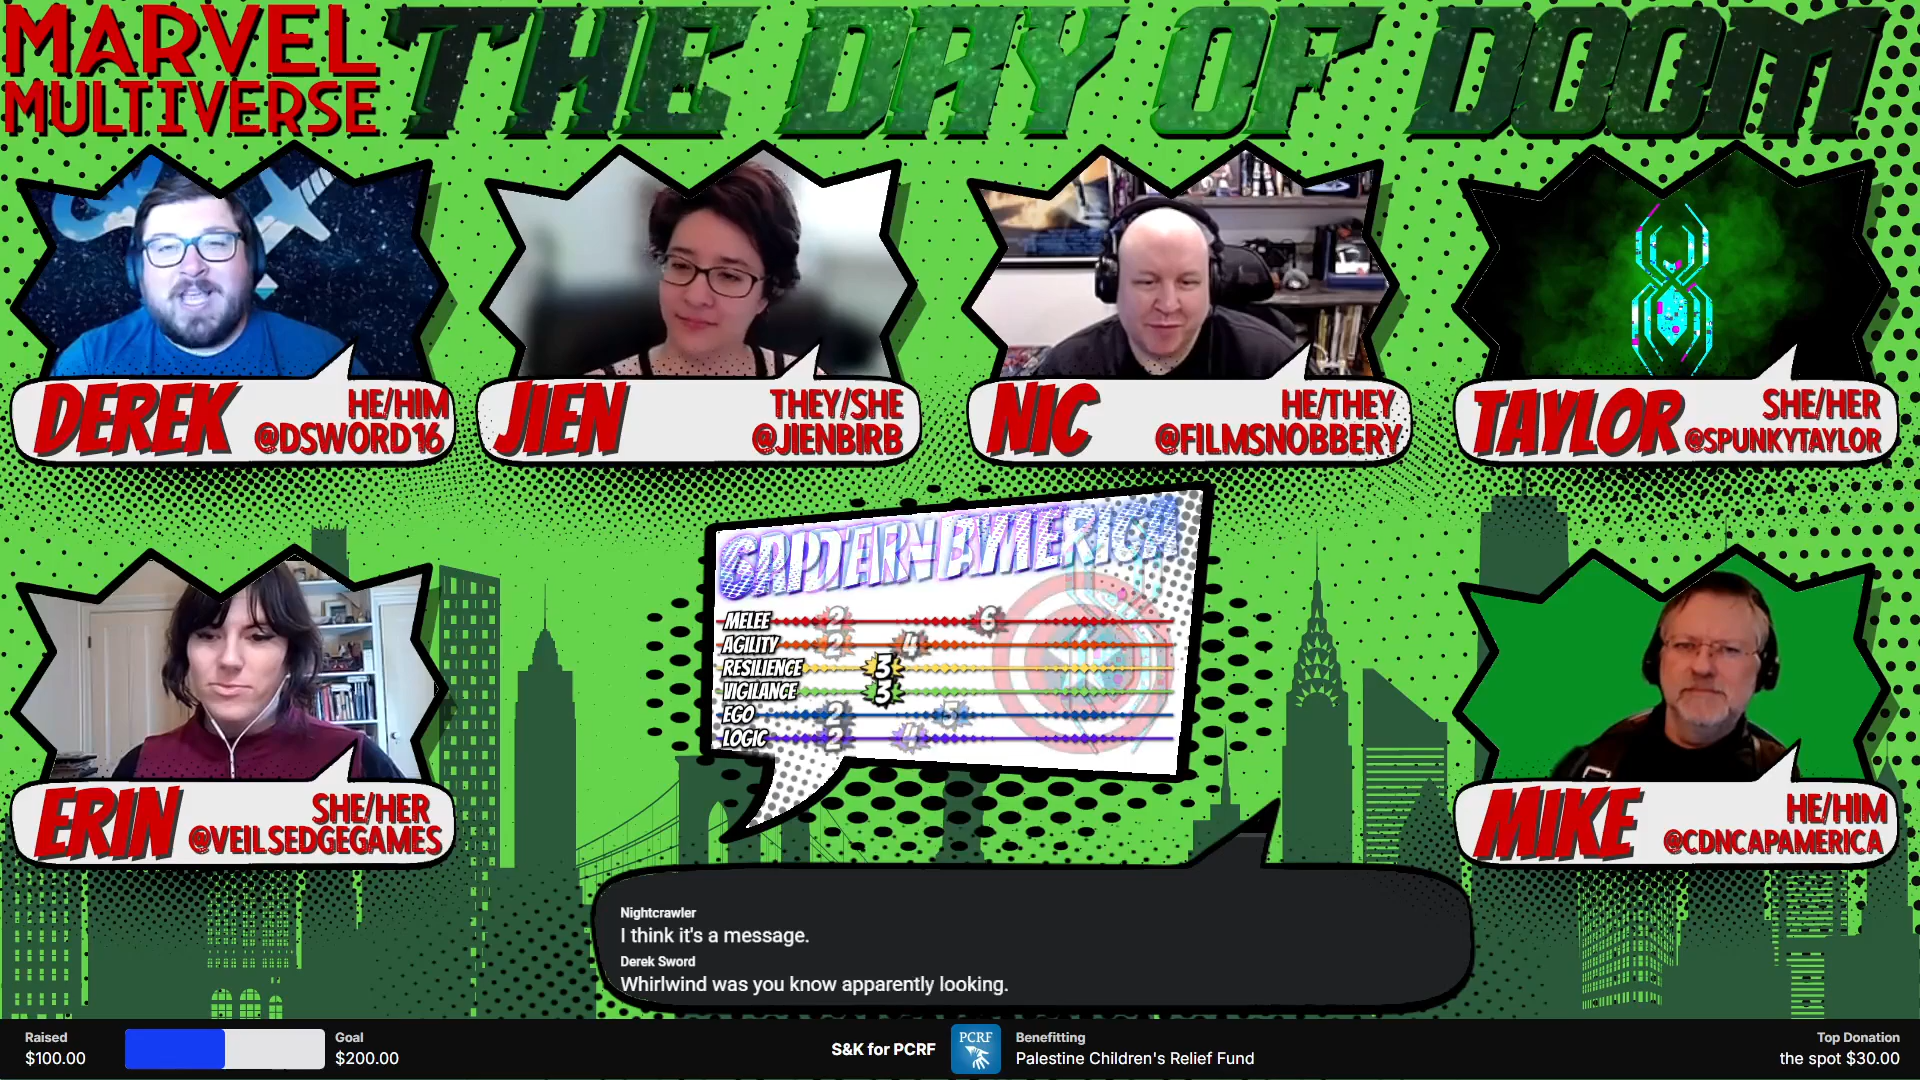 MARVEL
MULTIVERSE
THE DAY OF DOOM
DEREK
HE/HIM
@DSWORD16
JIEN
THEY/SHE
@JIENBIRB
NIC
HE/THEY
@FILMSNOBBERY
TAYLOR
SHE/HER
@SPUNKYTAYLOR
ERIN
SHE/HER
@VEILSEDGEGAMES
MELEE 2 6
AGILITY 2 4
RESILIENCE 3
VIGILANCE 3
EGO 2 5
LOGIC 2 4
MIKE
HE/HIM
@CDNCAPAMERICA
Nightcrawler
I think it's a message.
Derek Sword
Whirlwind was you know apparently looking.
Raised
$100.00
Goal
$200.00
S&K for PCRF
PCRF
Benefitting
Palestine Children's Relief Fund
Top Donation
the spot $30.00